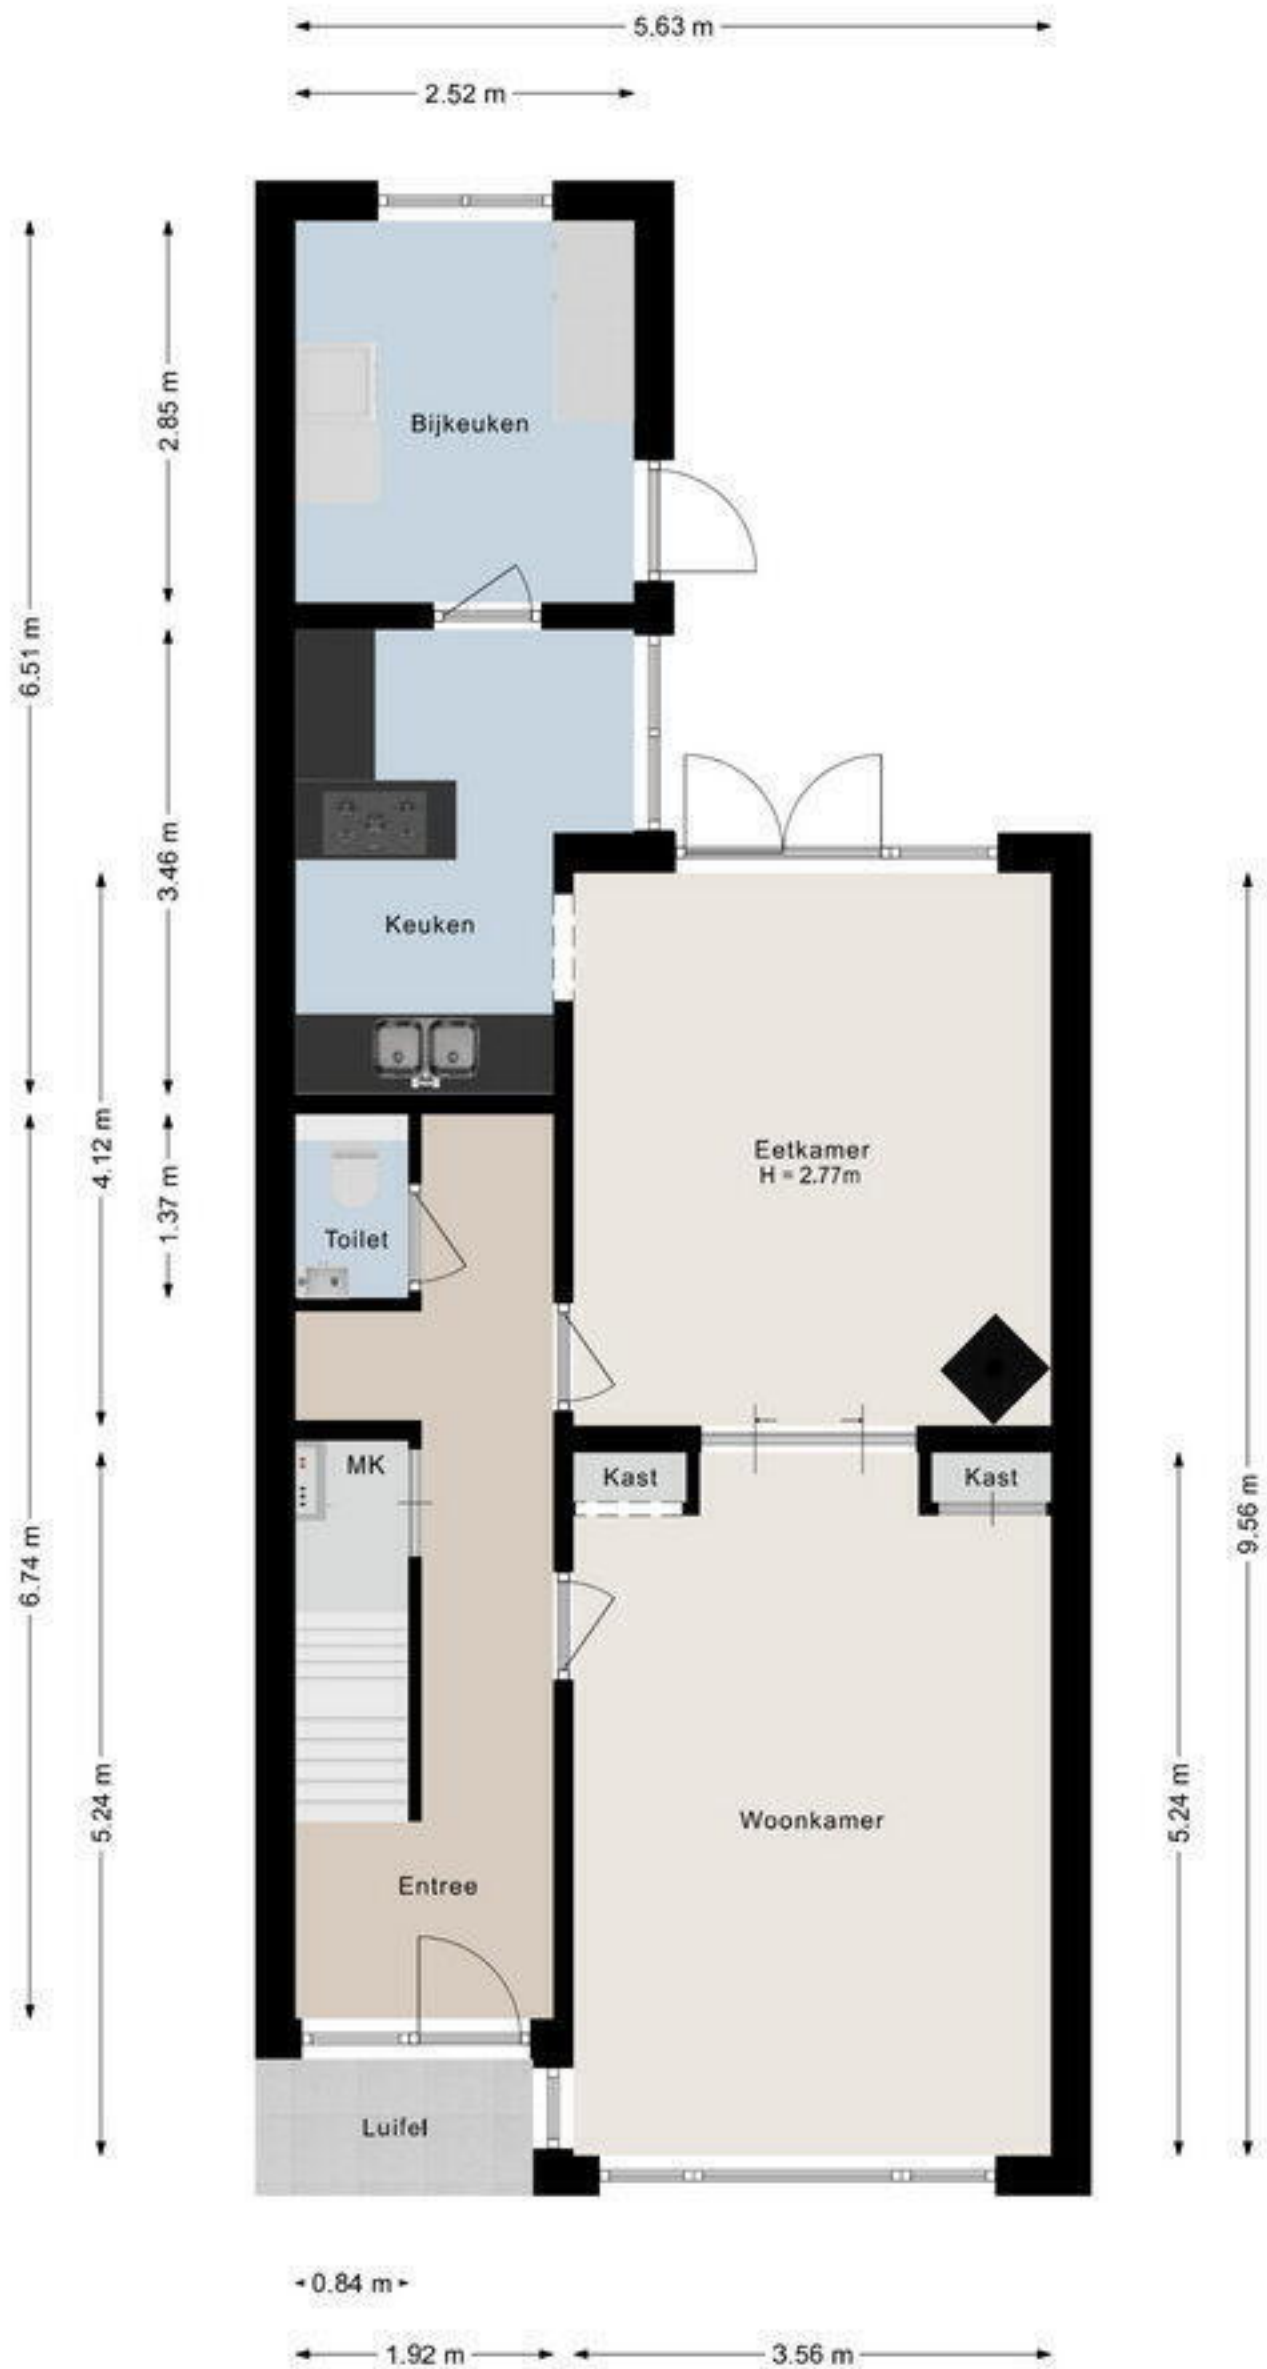 5.63 m
2.52 m
6.51 m
2.85 m
Bijkeuken
3.46 m
Keuken
4.12 m
1.37 m
Toilet
Eetkamer
H = 2.77m
9.56 m
MK
Kast
Kast
6.74 m
5.24 m
5.24 m
Woonkamer
Entree
Luifel
0.84 m
1.92 m
3.56 m